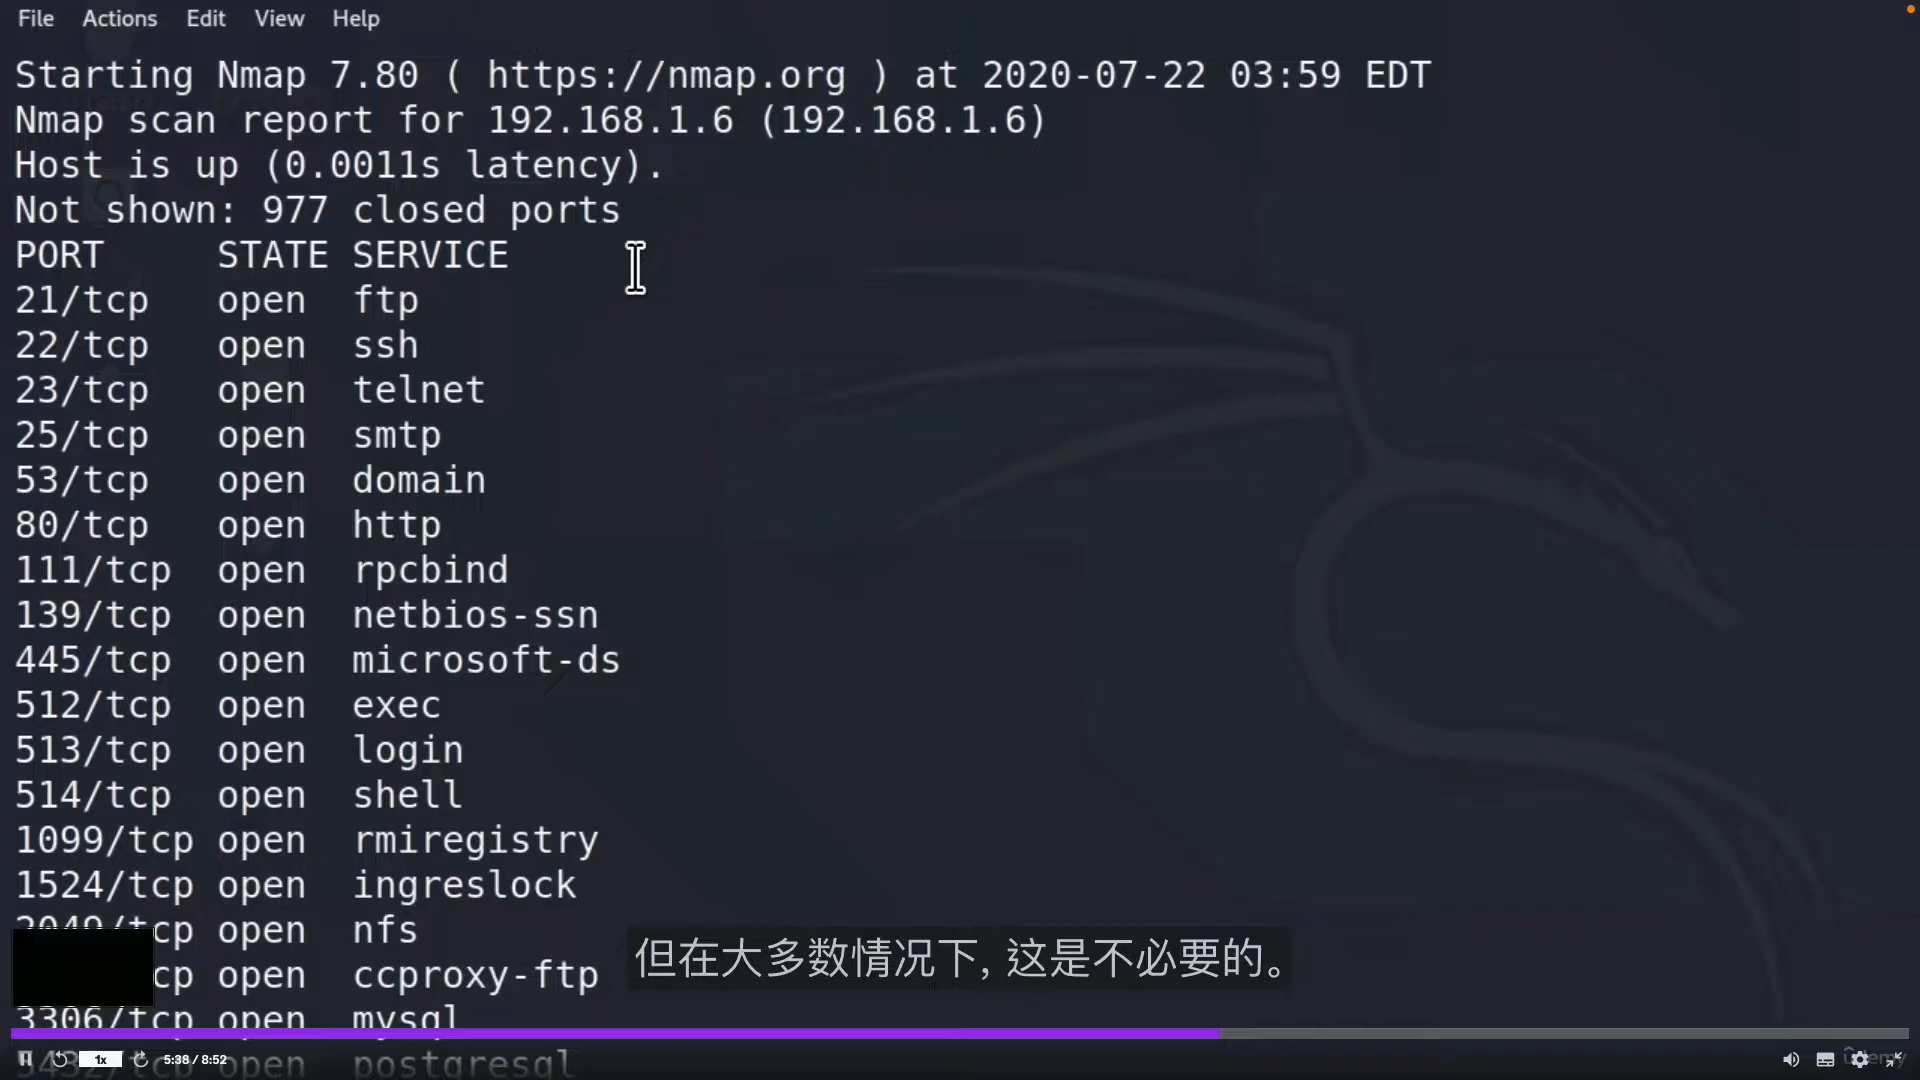 File Actions Edit View Help
Starting Nmap 7.80 ( https://nmap.org ) at 2020-07-22 03:59 EDT
Nmap scan report for 192.168.1.6 (192.168.1.6)
Host is up (0.0011s latency).
Not shown: 977 closed ports
PORT STATE SERVICE
21/tcp open ftp
22/tcp open ssh
23/tcp open telnet
25/tcp open smtp
53/tcp open domain
80/tcp open http
111/tcp open rpcbind
139/tcp open netbios-ssn
445/tcp open microsoft-ds
512/tcp open exec
513/tcp open login
514/tcp open shell
1099/tcp open rmiregistry
1524/tcp open ingreslock
2049/tcp open nfs
cp open ccproxy-ftp
但在大多数情况下, 这是不必要的。
3306/tcp open mysql
5432/tcp open postgresql
1x 5:38 / 8:52
ûdemy